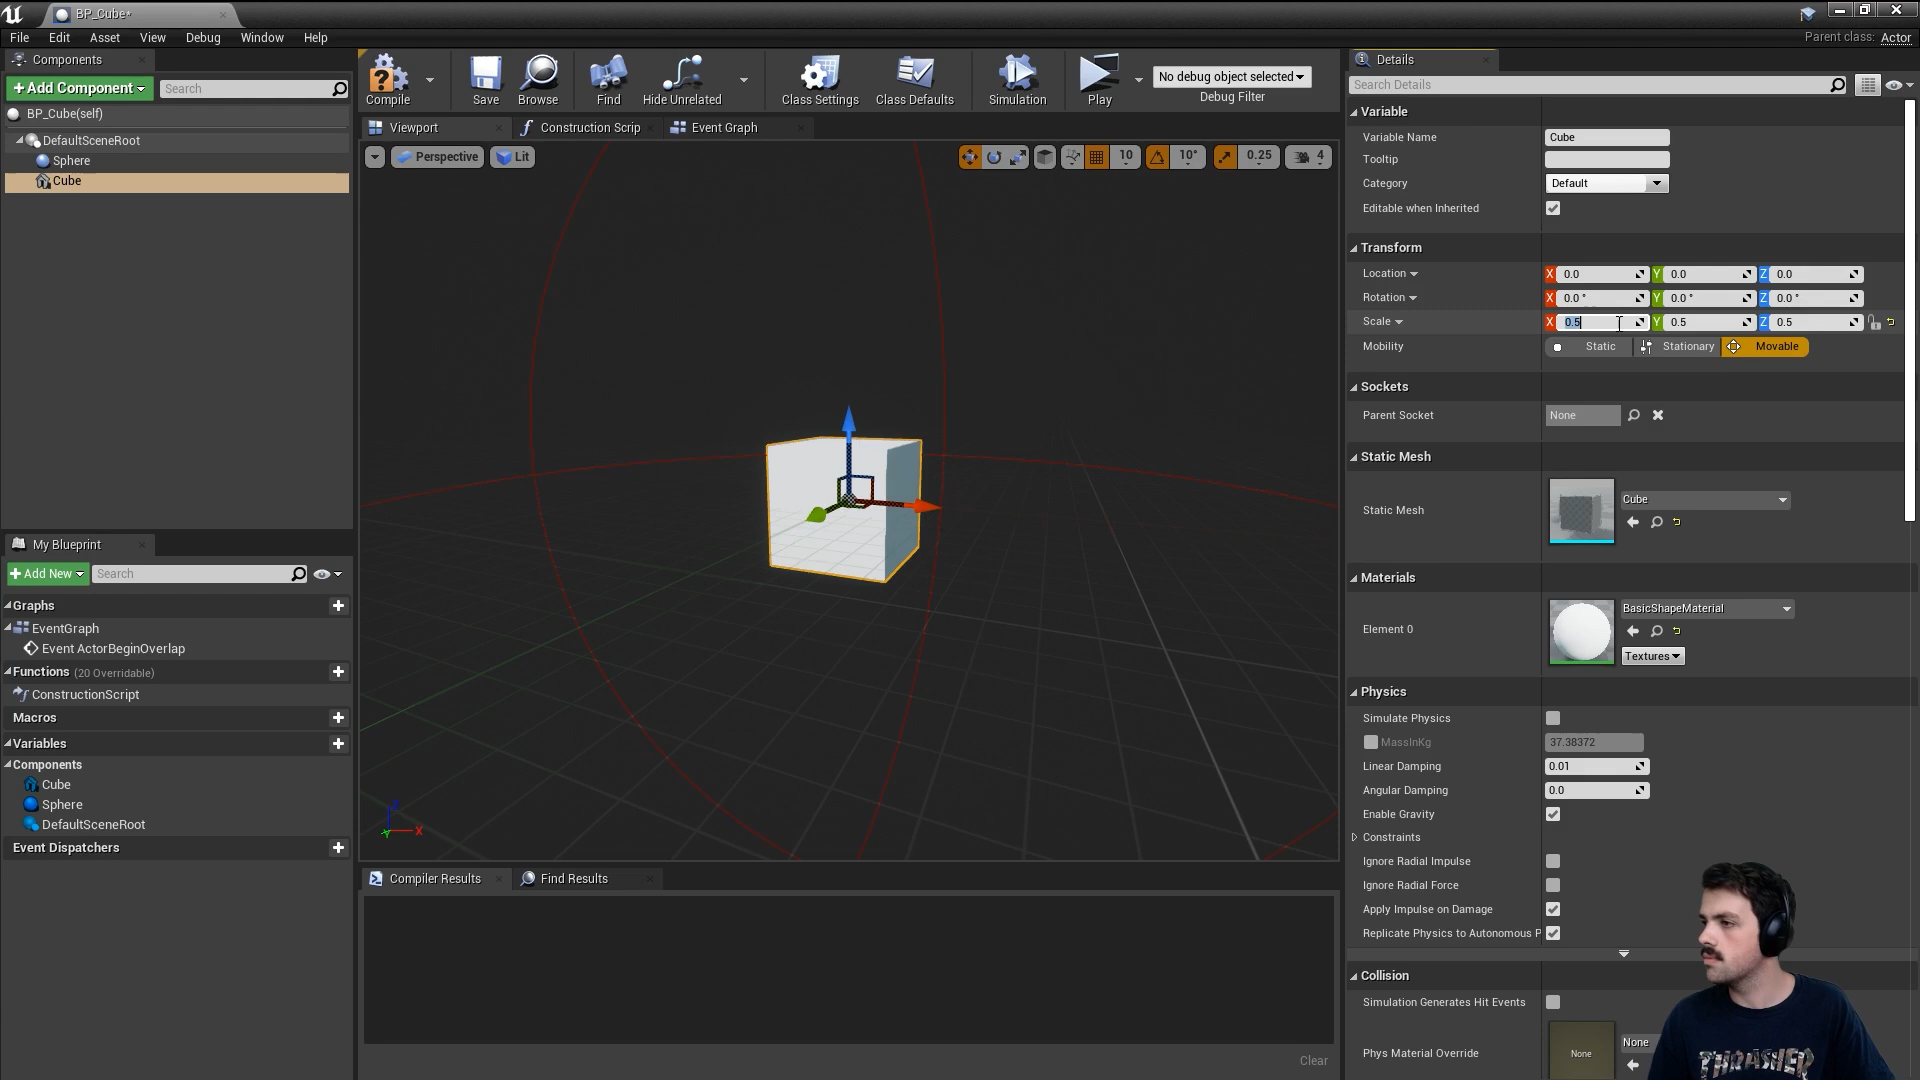 BP_Cube*
File Edit Asset View Debug Window Help
Parent class: Actor
Components
+Add Component
Search
BP_Cube(self)
DefaultSceneRoot
Sphere
Cube
Compile
Save
Browse
Find
Hide Unrelated
Class Settings
Class Defaults
Simulation
Play
No debug object selected
Debug Filter
Viewport
Construction Scrip
Event Graph
Perspective
Lit
10
10°
0.25
4
X
Y
Z
My Blueprint
+Add New
Search
Graphs
EventGraph
Event ActorBeginOverlap
Functions (20 Overridable)
ConstructionScript
Macros
Variables
Components
Cube
Sphere
DefaultSceneRoot
Event Dispatchers
Compiler Results
Find Results
Clear
Details
Search Details
Variable
Variable Name Cube
Tooltip
Category Default
Editable when Inherited
Transform
Location X 0.0 Y 0.0 Z 0.0
Rotation X 0.0 ° Y 0.0 ° Z 0.0 °
Scale X 0.5 Y 0.5 Z 0.5
Mobility Static Stationary Movable
Sockets
Parent Socket None
Static Mesh
Static Mesh Cube
Materials
Element 0 BasicShapeMaterial
Textures
Physics
Simulate Physics
MassInKg 37.38372
Linear Damping 0.01
Angular Damping 0.0
Enable Gravity
Constraints
Ignore Radial Impulse
Ignore Radial Force
Apply Impulse on Damage
Replicate Physics to Autonomous P
Collision
Simulation Generates Hit Events
Phys Material Override None None
THRASHER